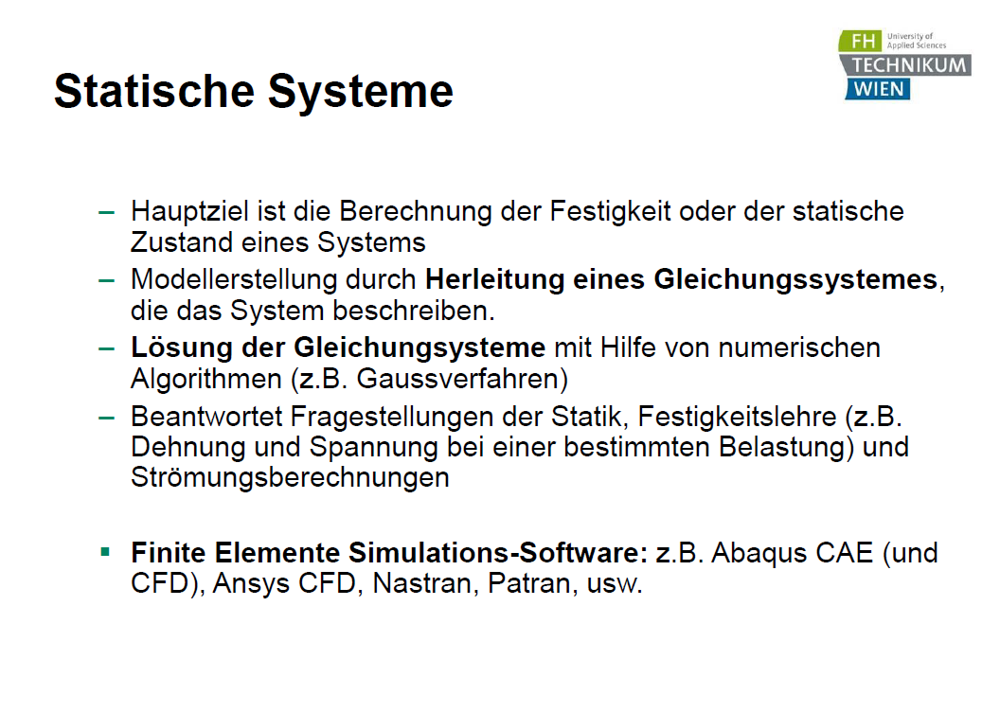 FH University of
Applied Sciences
TECHNIKUM
WIEN
Statische Systeme
– Hauptziel ist die Berechnung der Festigkeit oder der statische
Zustand eines Systems
– Modellerstellung durch Herleitung eines Gleichungssystemes,
die das System beschreiben.
– Lösung der Gleichungsysteme mit Hilfe von numerischen
Algorithmen (z.B. Gaussverfahren)
– Beantwortet Fragestellungen der Statik, Festigkeitslehre (z.B.
Dehnung und Spannung bei einer bestimmten Belastung) und
Strömungsberechnungen
▪ Finite Elemente Simulations-Software: z.B. Abaqus CAE (und
CFD), Ansys CFD, Nastran, Patran, usw.